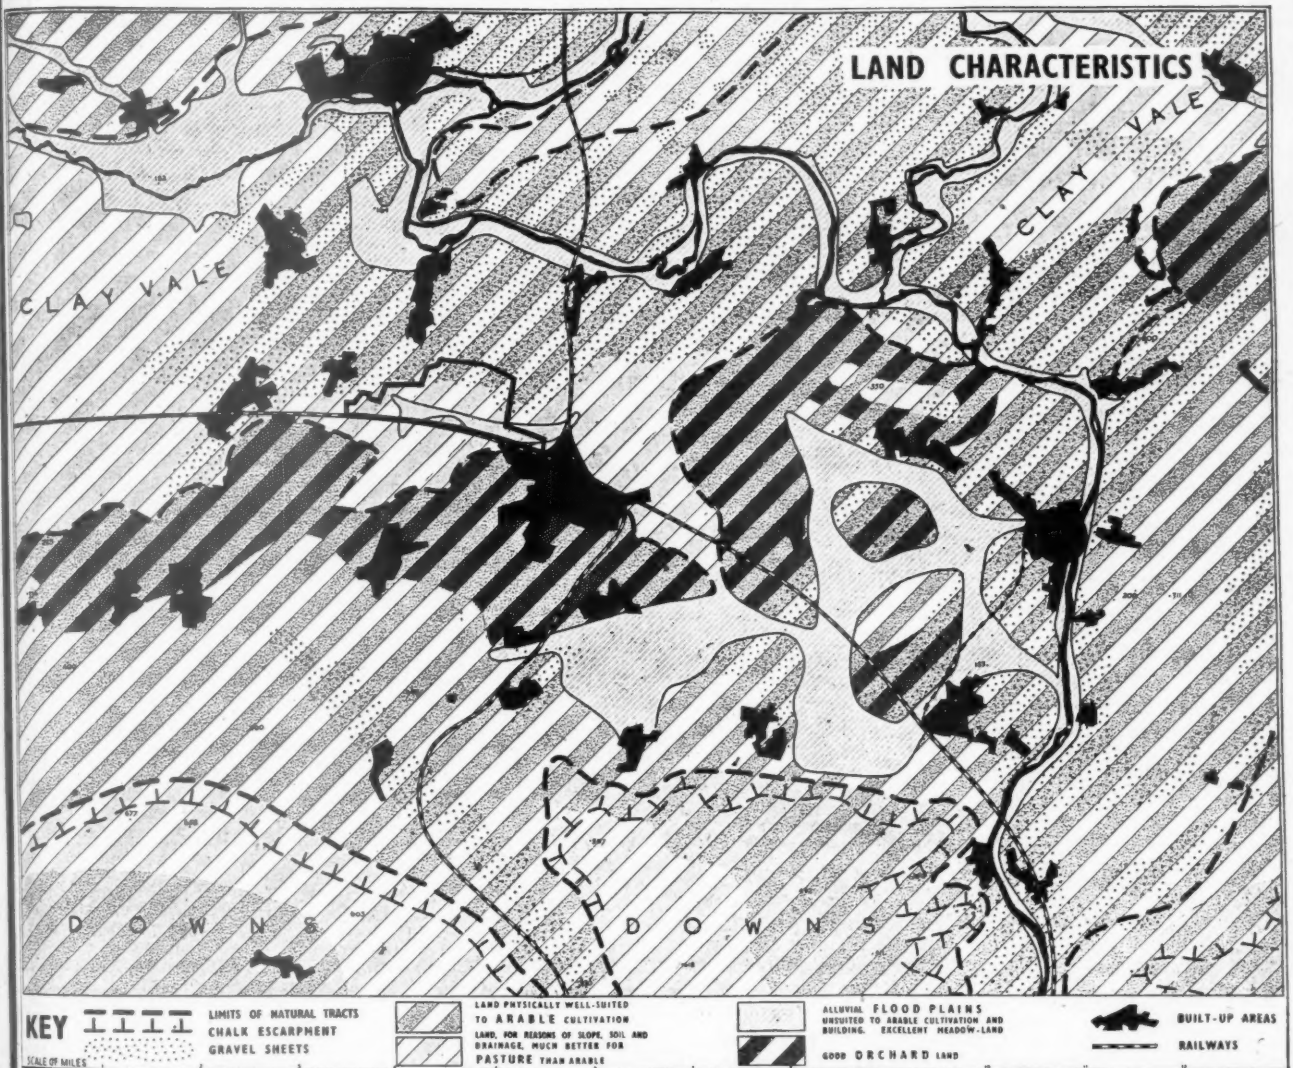 LAND CHARACTERISTICS
CLAY VALE
CLAY VALE
DOWNS
DOWNS
KEY
LIMITS OF NATURAL TRACTS
CHALK ESCARPMENT
GRAVEL SHEETS
SCALE OF MILES
LAND PHYSICALLY WELL-SUITED
TO ARABLE CULTIVATION
LAND, FOR REASONS OF SLOPE, SOIL AND
DRAINAGE, MUCH BETTER FOR
PASTURE THAN ARABLE
ALLUVIAL FLOOD PLAINS
UNSUITED TO ARABLE CULTIVATION AND
BUILDING. EXCELLENT MEADOW-LAND
GOOD ORCHARD LAND
BUILT-UP AREAS
RAILWAYS